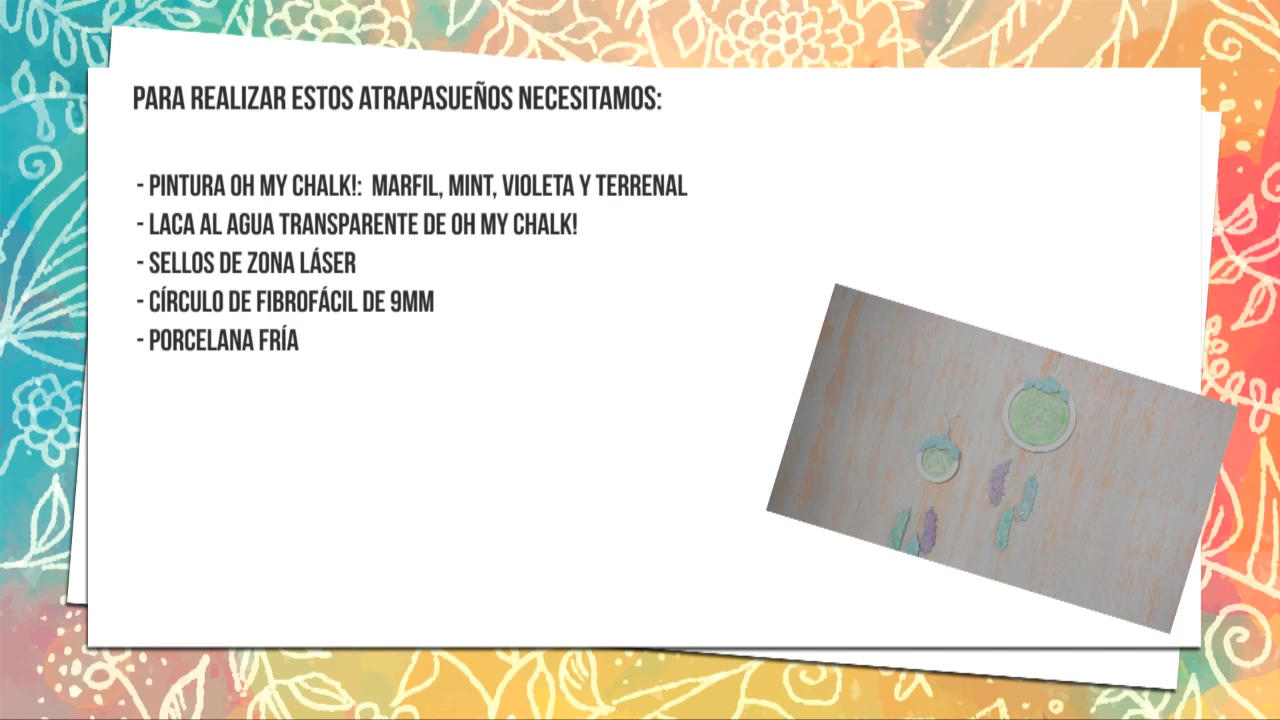 PARA REALIZAR ESTOS ATRAPASUEÑOS NECESITAMOS:
- PINTURA OH MY CHALK!: MARFIL, MINT, VIOLETA Y TERRENAL
- LACA AL AGUA TRANSPARENTE DE OH MY CHALK!
- SELLOS DE ZONA LÁSER
- CÍRCULO DE FIBROFÁCIL DE 9MM
- PORCELANA FRÍA